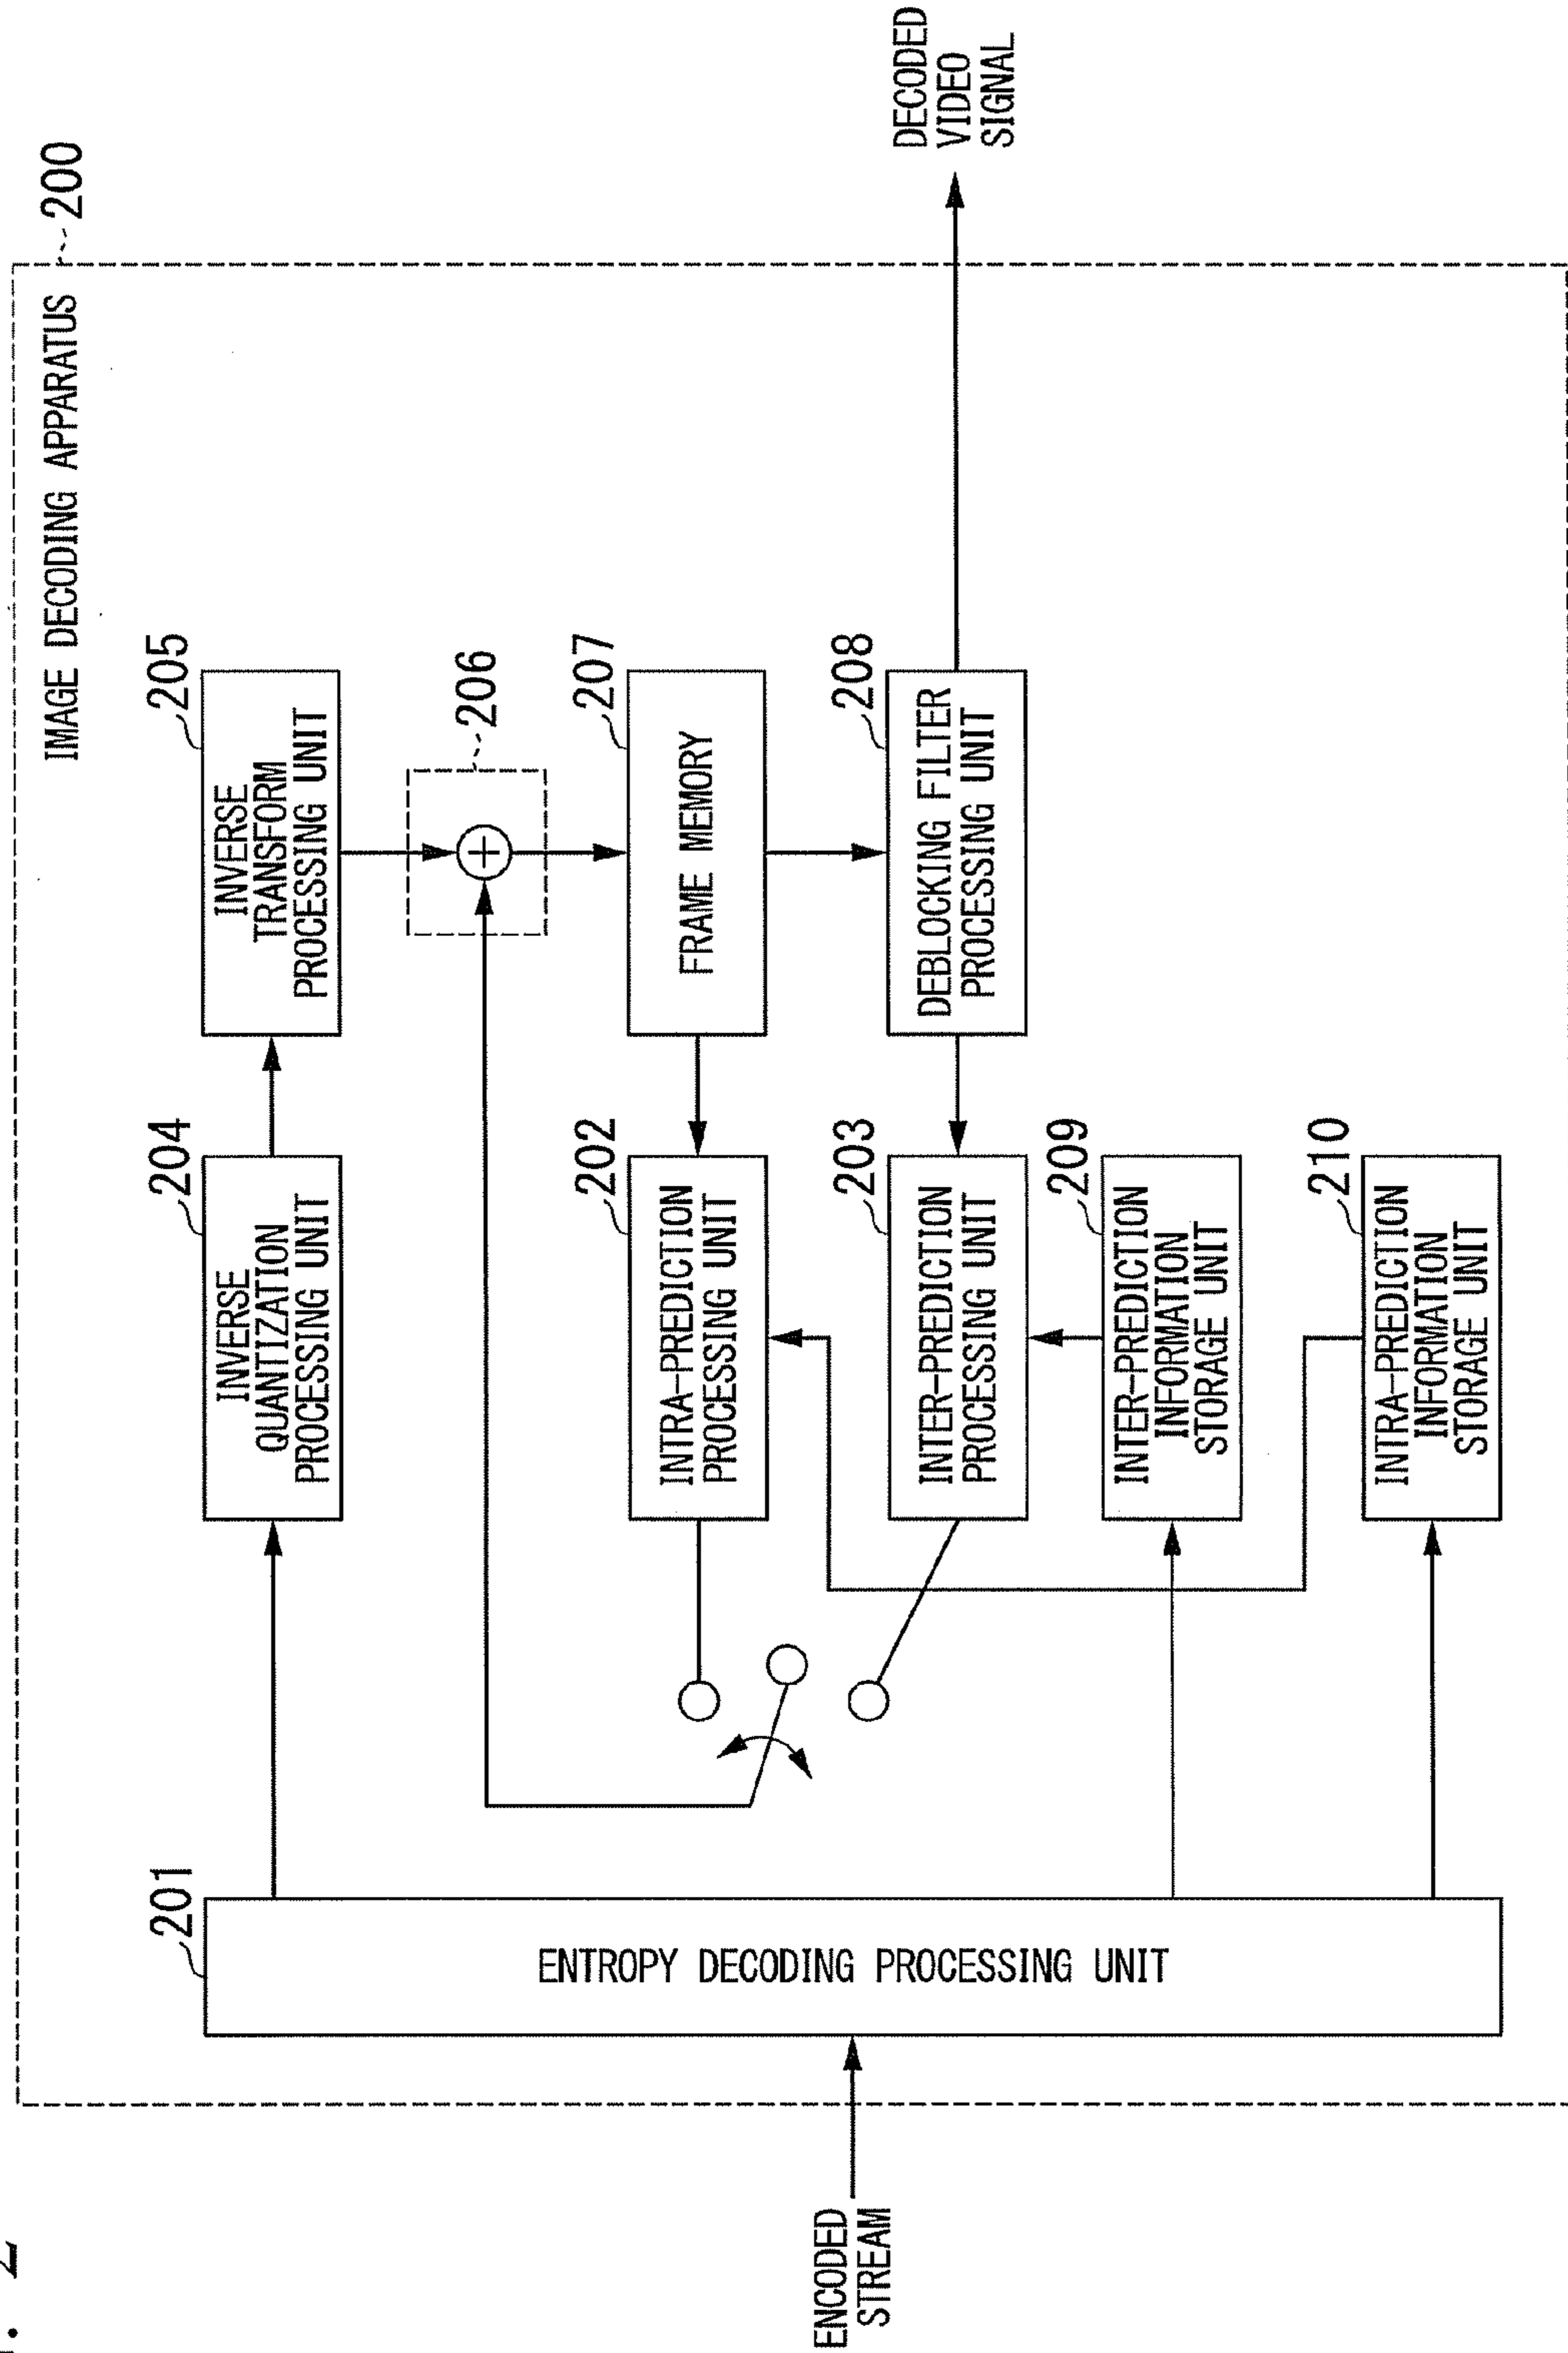 IMAGE DECODING APPARATUS
200
201
ENTROPY DECODING PROCESSING UNIT
204
INVERSE
QUANTIZATION
PROCESSING UNIT
205
INVERSE
TRANSFORM
PROCESSING UNIT
206
+
202
INTRA-PREDICTION
PROCESSING UNIT
207
FRAME MEMORY
203
INTER-PREDICTION
PROCESSING UNIT
208
DEBLOCKING FILTER
PROCESSING UNIT
209
INTER-PREDICTION
INFORMATION
STORAGE UNIT
210
INTRA-PREDICTION
INFORMATION
STORAGE UNIT
ENCODED
STREAM
DECODED
VIDEO
SIGNAL